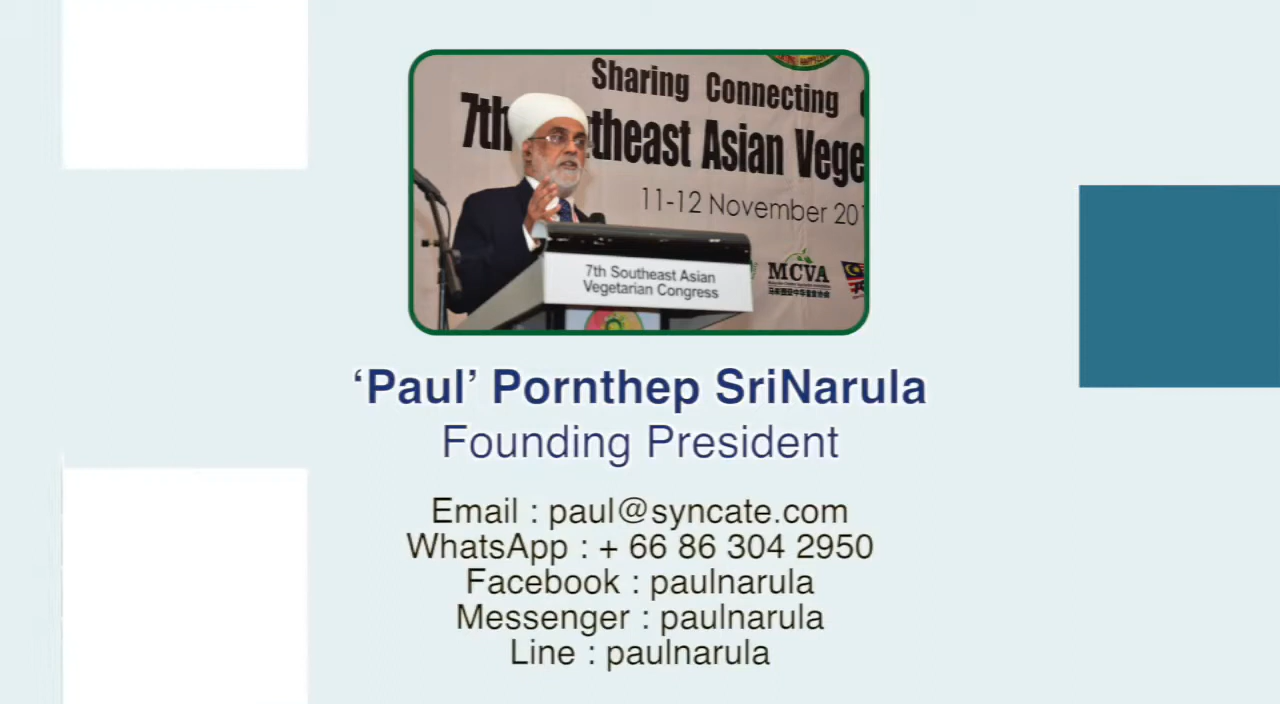 Sharing Connecting
7th Southeast Asian Vege
11-12 November 201
MCVA
7th Southeast Asian
Vegetarian Congress
‘Paul’ Pornthep SriNarula
Founding President
Email : paul@syncate.com
WhatsApp : + 66 86 304 2950
Facebook : paulnarula
Messenger : paulnarula
Line : paulnarula